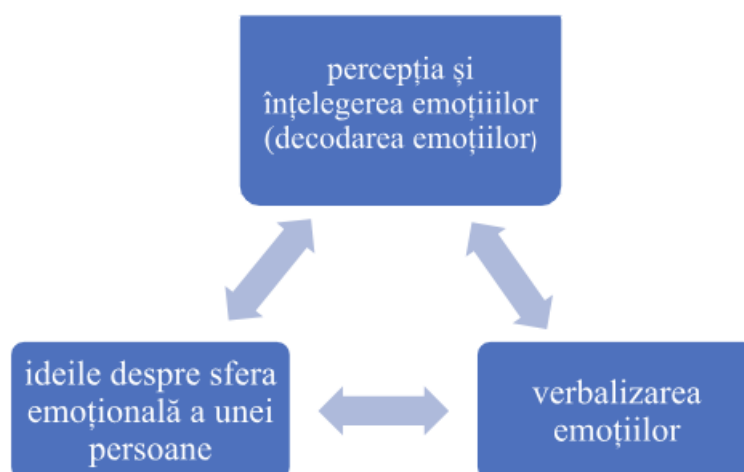 percepția și
înțelegerea emoțiiilor
(decodarea emoțiilor)
ideile despre sfera
emoțională a unei
persoane
verbalizarea
emoțiilor